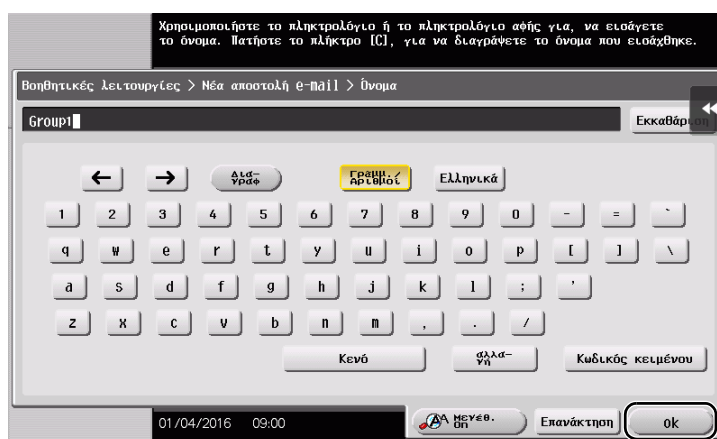 Χρησιμοποιήστε το πληκτρολόγιο ή το πληκτρολόγιο αφής για, να εισάγετε
το όνομα. Πατήστε το πλήκτρο [C], για να διαγράψετε το όνομα που εισάχθηκε.
Βοηθητικές λειτουργίες > Νέα αποστολή e-mail > Όνομα
Group1 Εκκαθάριση
← → Δια-
γραφ Γραμμ./
Αριθμοί Ελληνικά
1 2 3 4 5 6 7 8 9 0 - = `
q w e r t y u i o p [ ] \
a s d f g h j k l ; '
z x c v b n m , . /
Κενό αλλα-
γή Κωδικός κειμένου
01/04/2016 09:00 Μεγέθ.
οπ Επανάκτηση ok